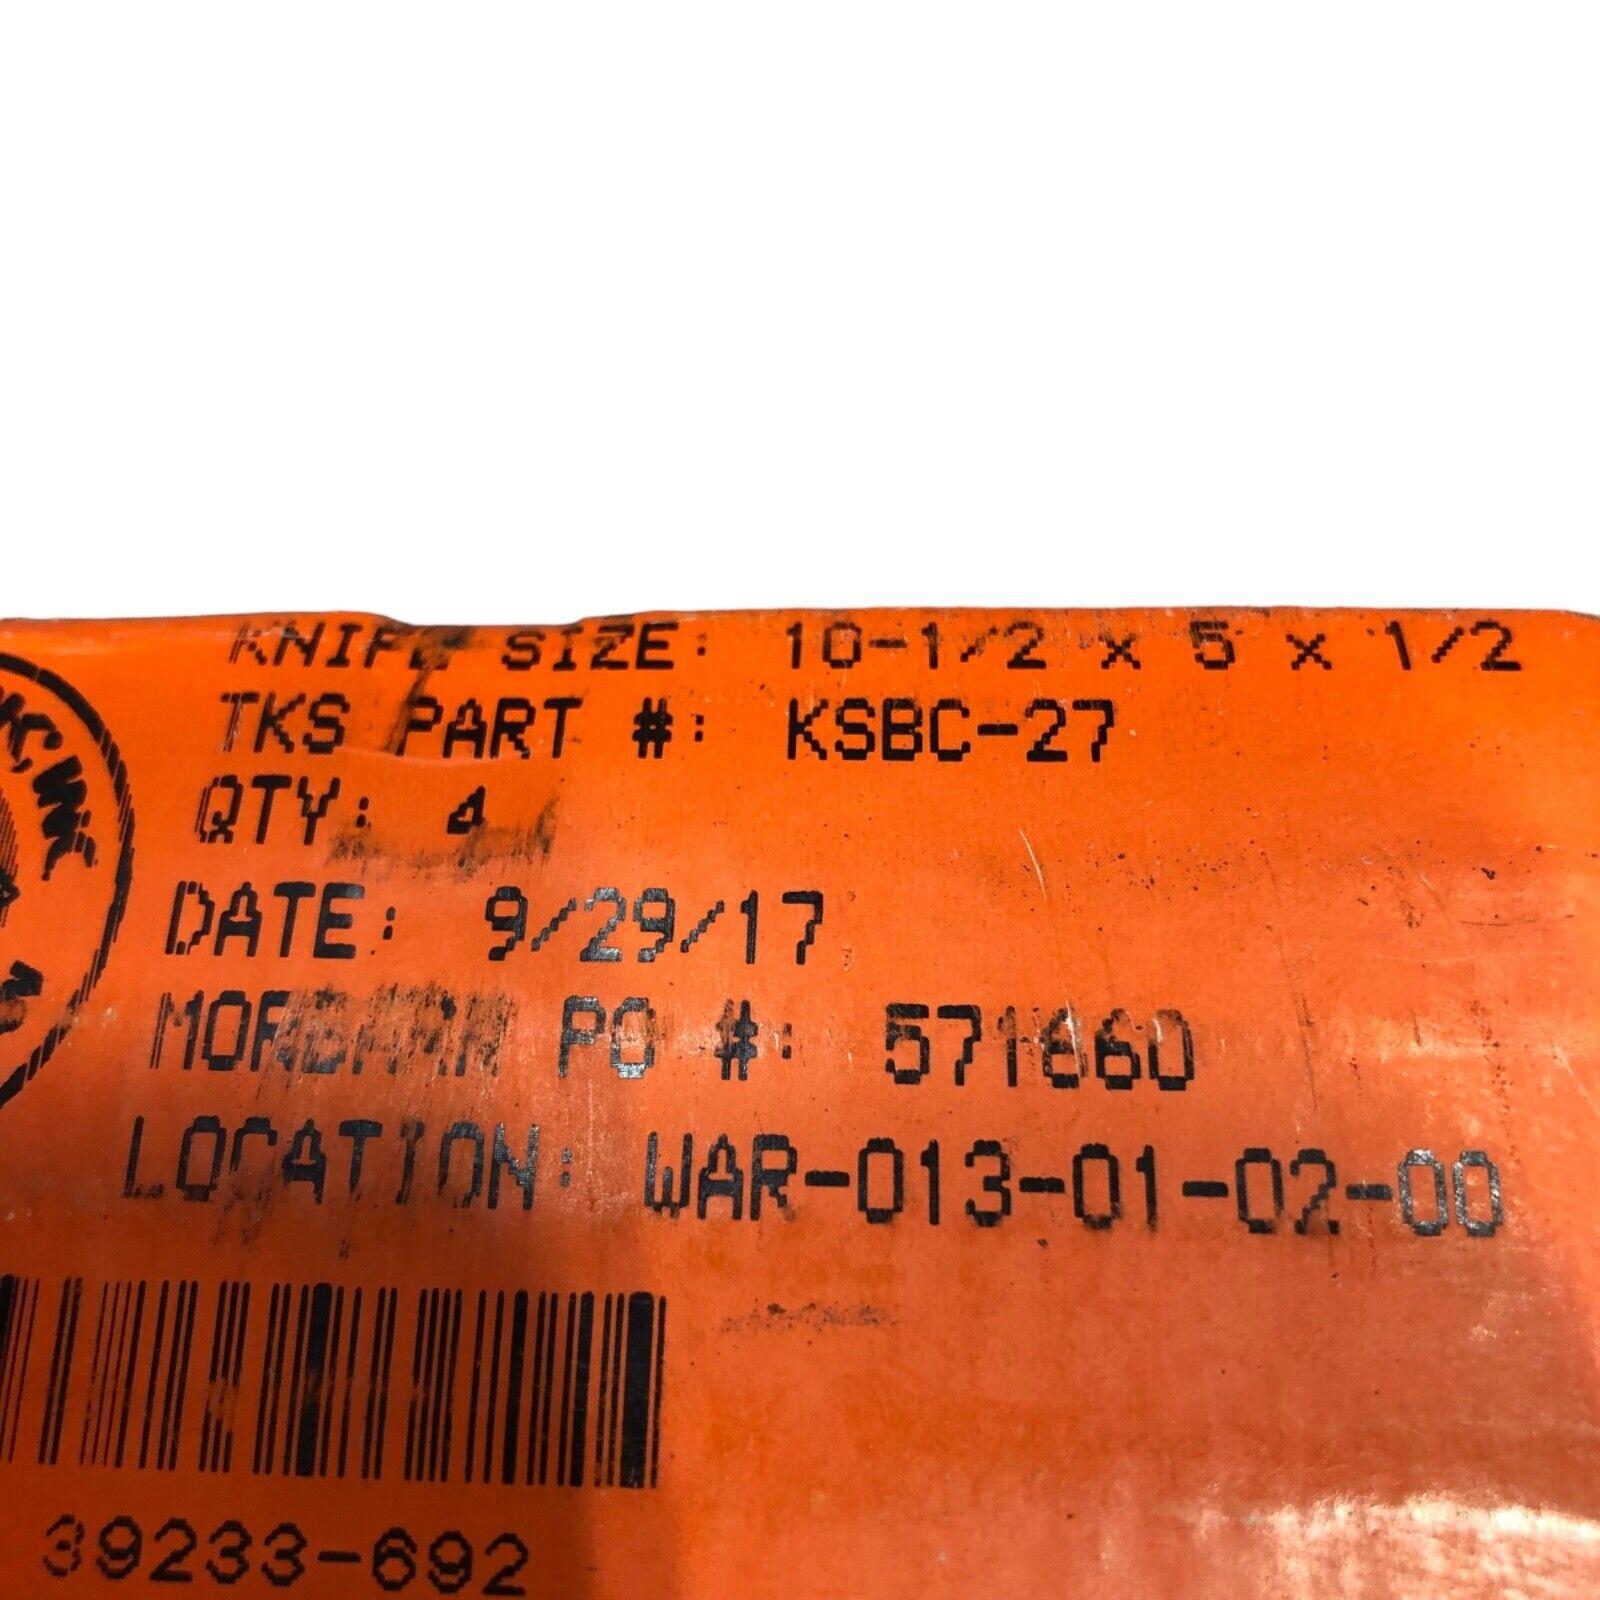 KNIFE SIZE: 10-1/2 x 5 x 1/2
TKS PART #: KSBC-27
QTY: 4
DATE: 9/29/17
PO #: 571660
LOCATION: WAR-013-01-02-00
39233-692